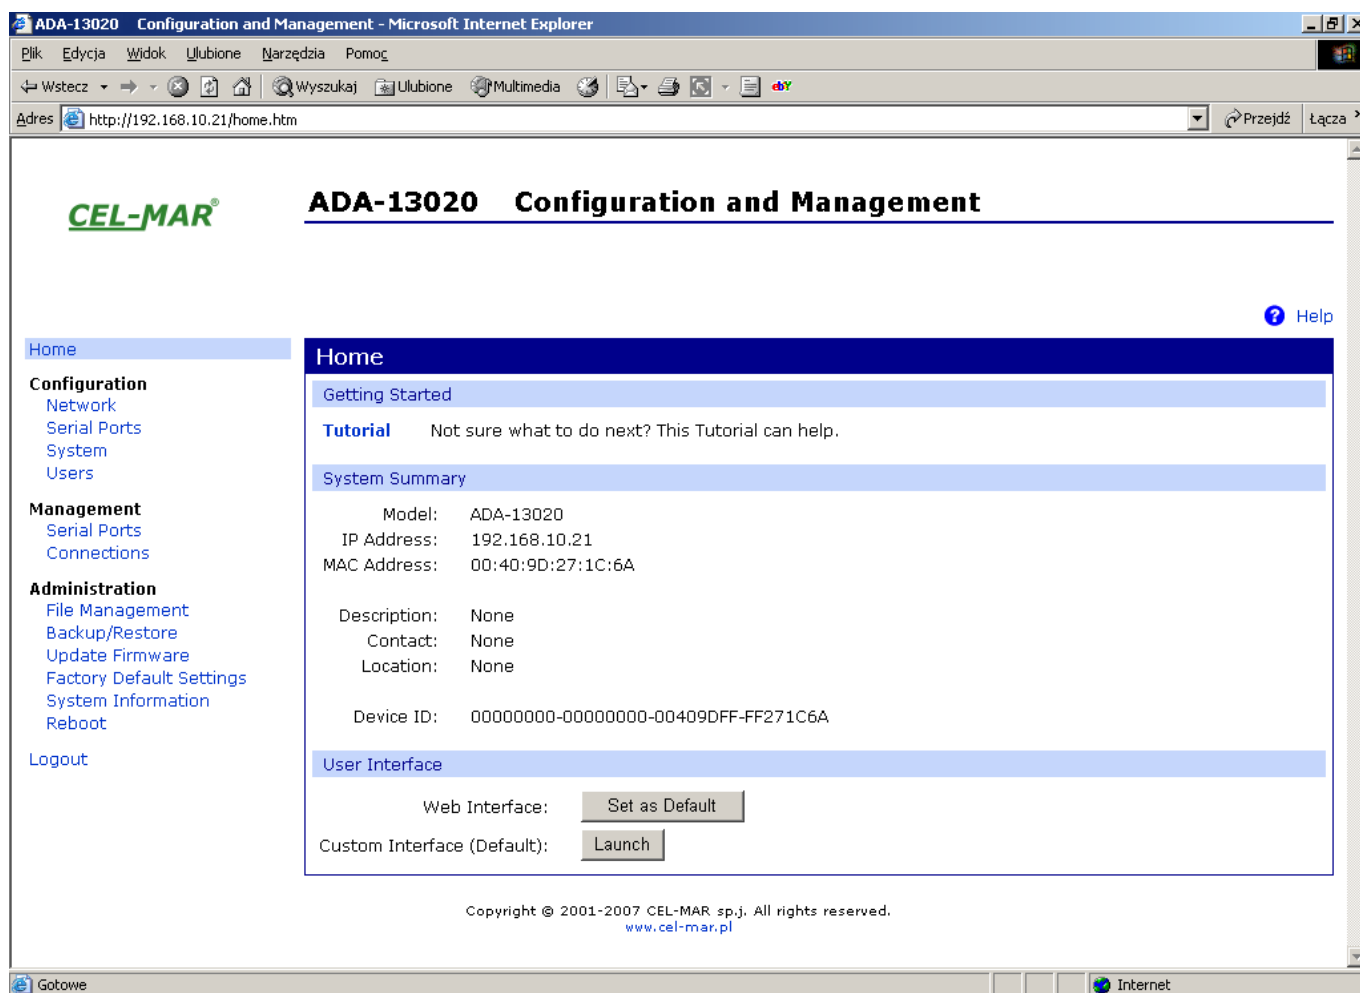 ADA-13020 Configuration and Management - Microsoft Internet Explorer
Plik Edycja Widok Ulubione Narzędzia Pomoc
Wstecz Wyszukaj Ulubione Multimedia ebY
Adres http://192.168.10.21/home.htm Przejdź Łącza »
CEL-MAR® ADA-13020 Configuration and Management
? Help
Home
Configuration
Network
Serial Ports
System
Users
Management
Serial Ports
Connections
Administration
File Management
Backup/Restore
Update Firmware
Factory Default Settings
System Information
Reboot
Logout
Home
Getting Started
Tutorial Not sure what to do next? This Tutorial can help.
System Summary
Model: ADA-13020
IP Address: 192.168.10.21
MAC Address: 00:40:9D:27:1C:6A
Description: None
Contact: None
Location: None
Device ID: 00000000-00000000-00409DFF-FF271C6A
User Interface
Web Interface: Set as Default
Custom Interface (Default): Launch
Copyright © 2001-2007 CEL-MAR sp.j. All rights reserved.
www.cel-mar.pl
Gotowe Internet